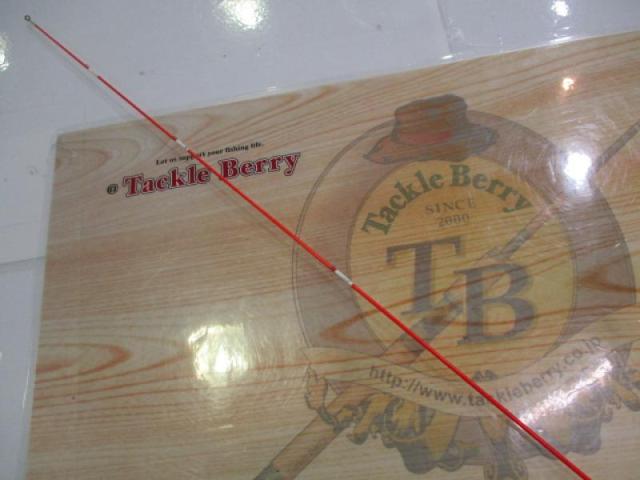 Let us support your fishing life.
@ Tackle Berry
Tackle Berry
SINCE
2000
TB
http://www.tackleberry.co.jp